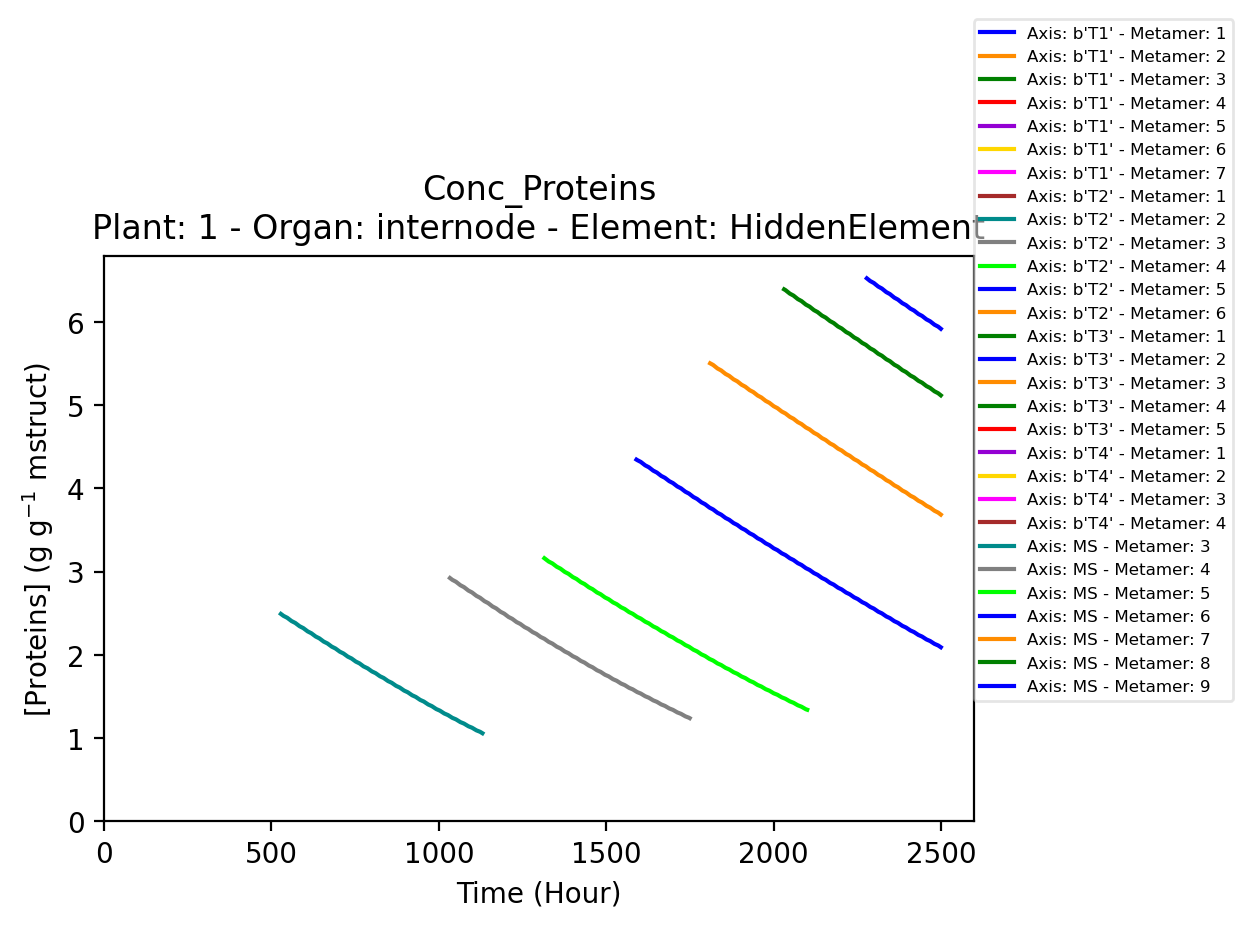 Conc_Proteins
Plant: 1 - Organ: internode - Element: HiddenElement
[Proteins] (g g⁻¹ mstruct)
6
5
4
3
2
1
0
0 500 1000 1500 2000 2500
Time (Hour)
Axis: b'T1' - Metamer: 1
Axis: b'T1' - Metamer: 2
Axis: b'T1' - Metamer: 3
Axis: b'T1' - Metamer: 4
Axis: b'T1' - Metamer: 5
Axis: b'T1' - Metamer: 6
Axis: b'T1' - Metamer: 7
Axis: b'T2' - Metamer: 1
Axis: b'T2' - Metamer: 2
Axis: b'T2' - Metamer: 3
Axis: b'T2' - Metamer: 4
Axis: b'T2' - Metamer: 5
Axis: b'T2' - Metamer: 6
Axis: b'T3' - Metamer: 1
Axis: b'T3' - Metamer: 2
Axis: b'T3' - Metamer: 3
Axis: b'T3' - Metamer: 4
Axis: b'T3' - Metamer: 5
Axis: b'T4' - Metamer: 1
Axis: b'T4' - Metamer: 2
Axis: b'T4' - Metamer: 3
Axis: b'T4' - Metamer: 4
Axis: MS - Metamer: 3
Axis: MS - Metamer: 4
Axis: MS - Metamer: 5
Axis: MS - Metamer: 6
Axis: MS - Metamer: 7
Axis: MS - Metamer: 8
Axis: MS - Metamer: 9